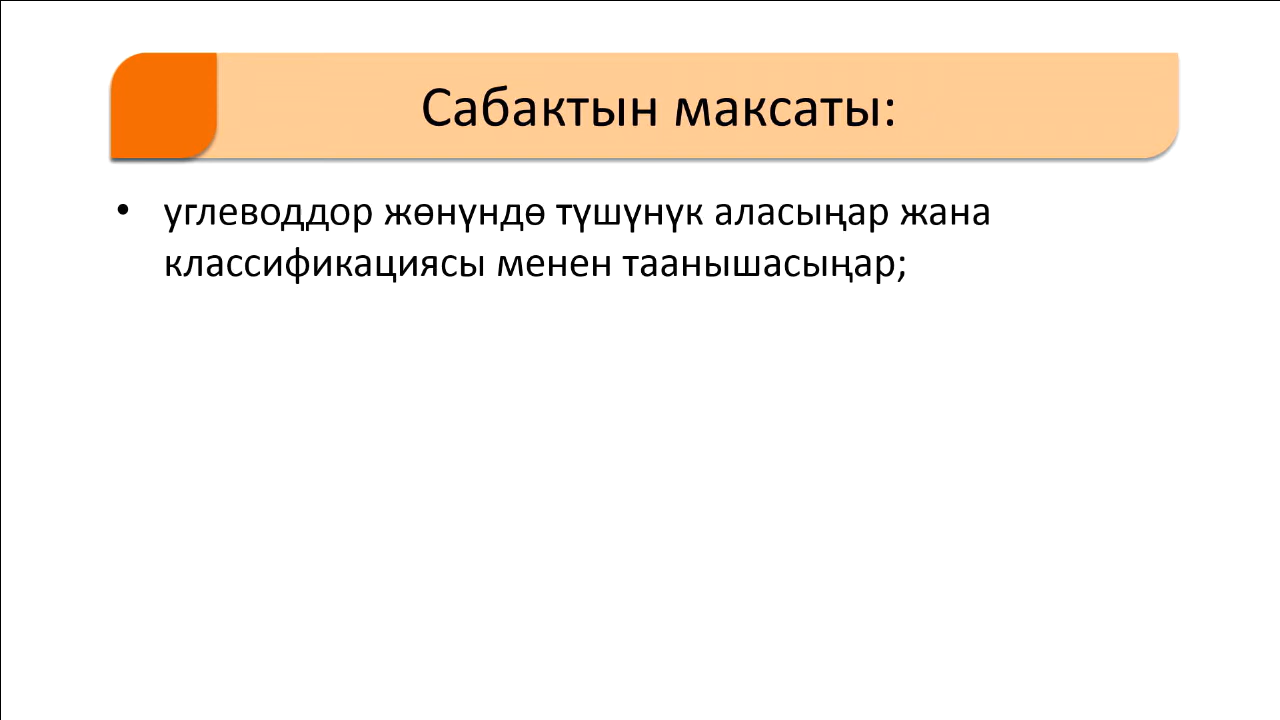 Сабактын максаты:
• углеводдор жөнүндө түшүнүк аласыңар жана
классификациясы менен таанышасыңар;